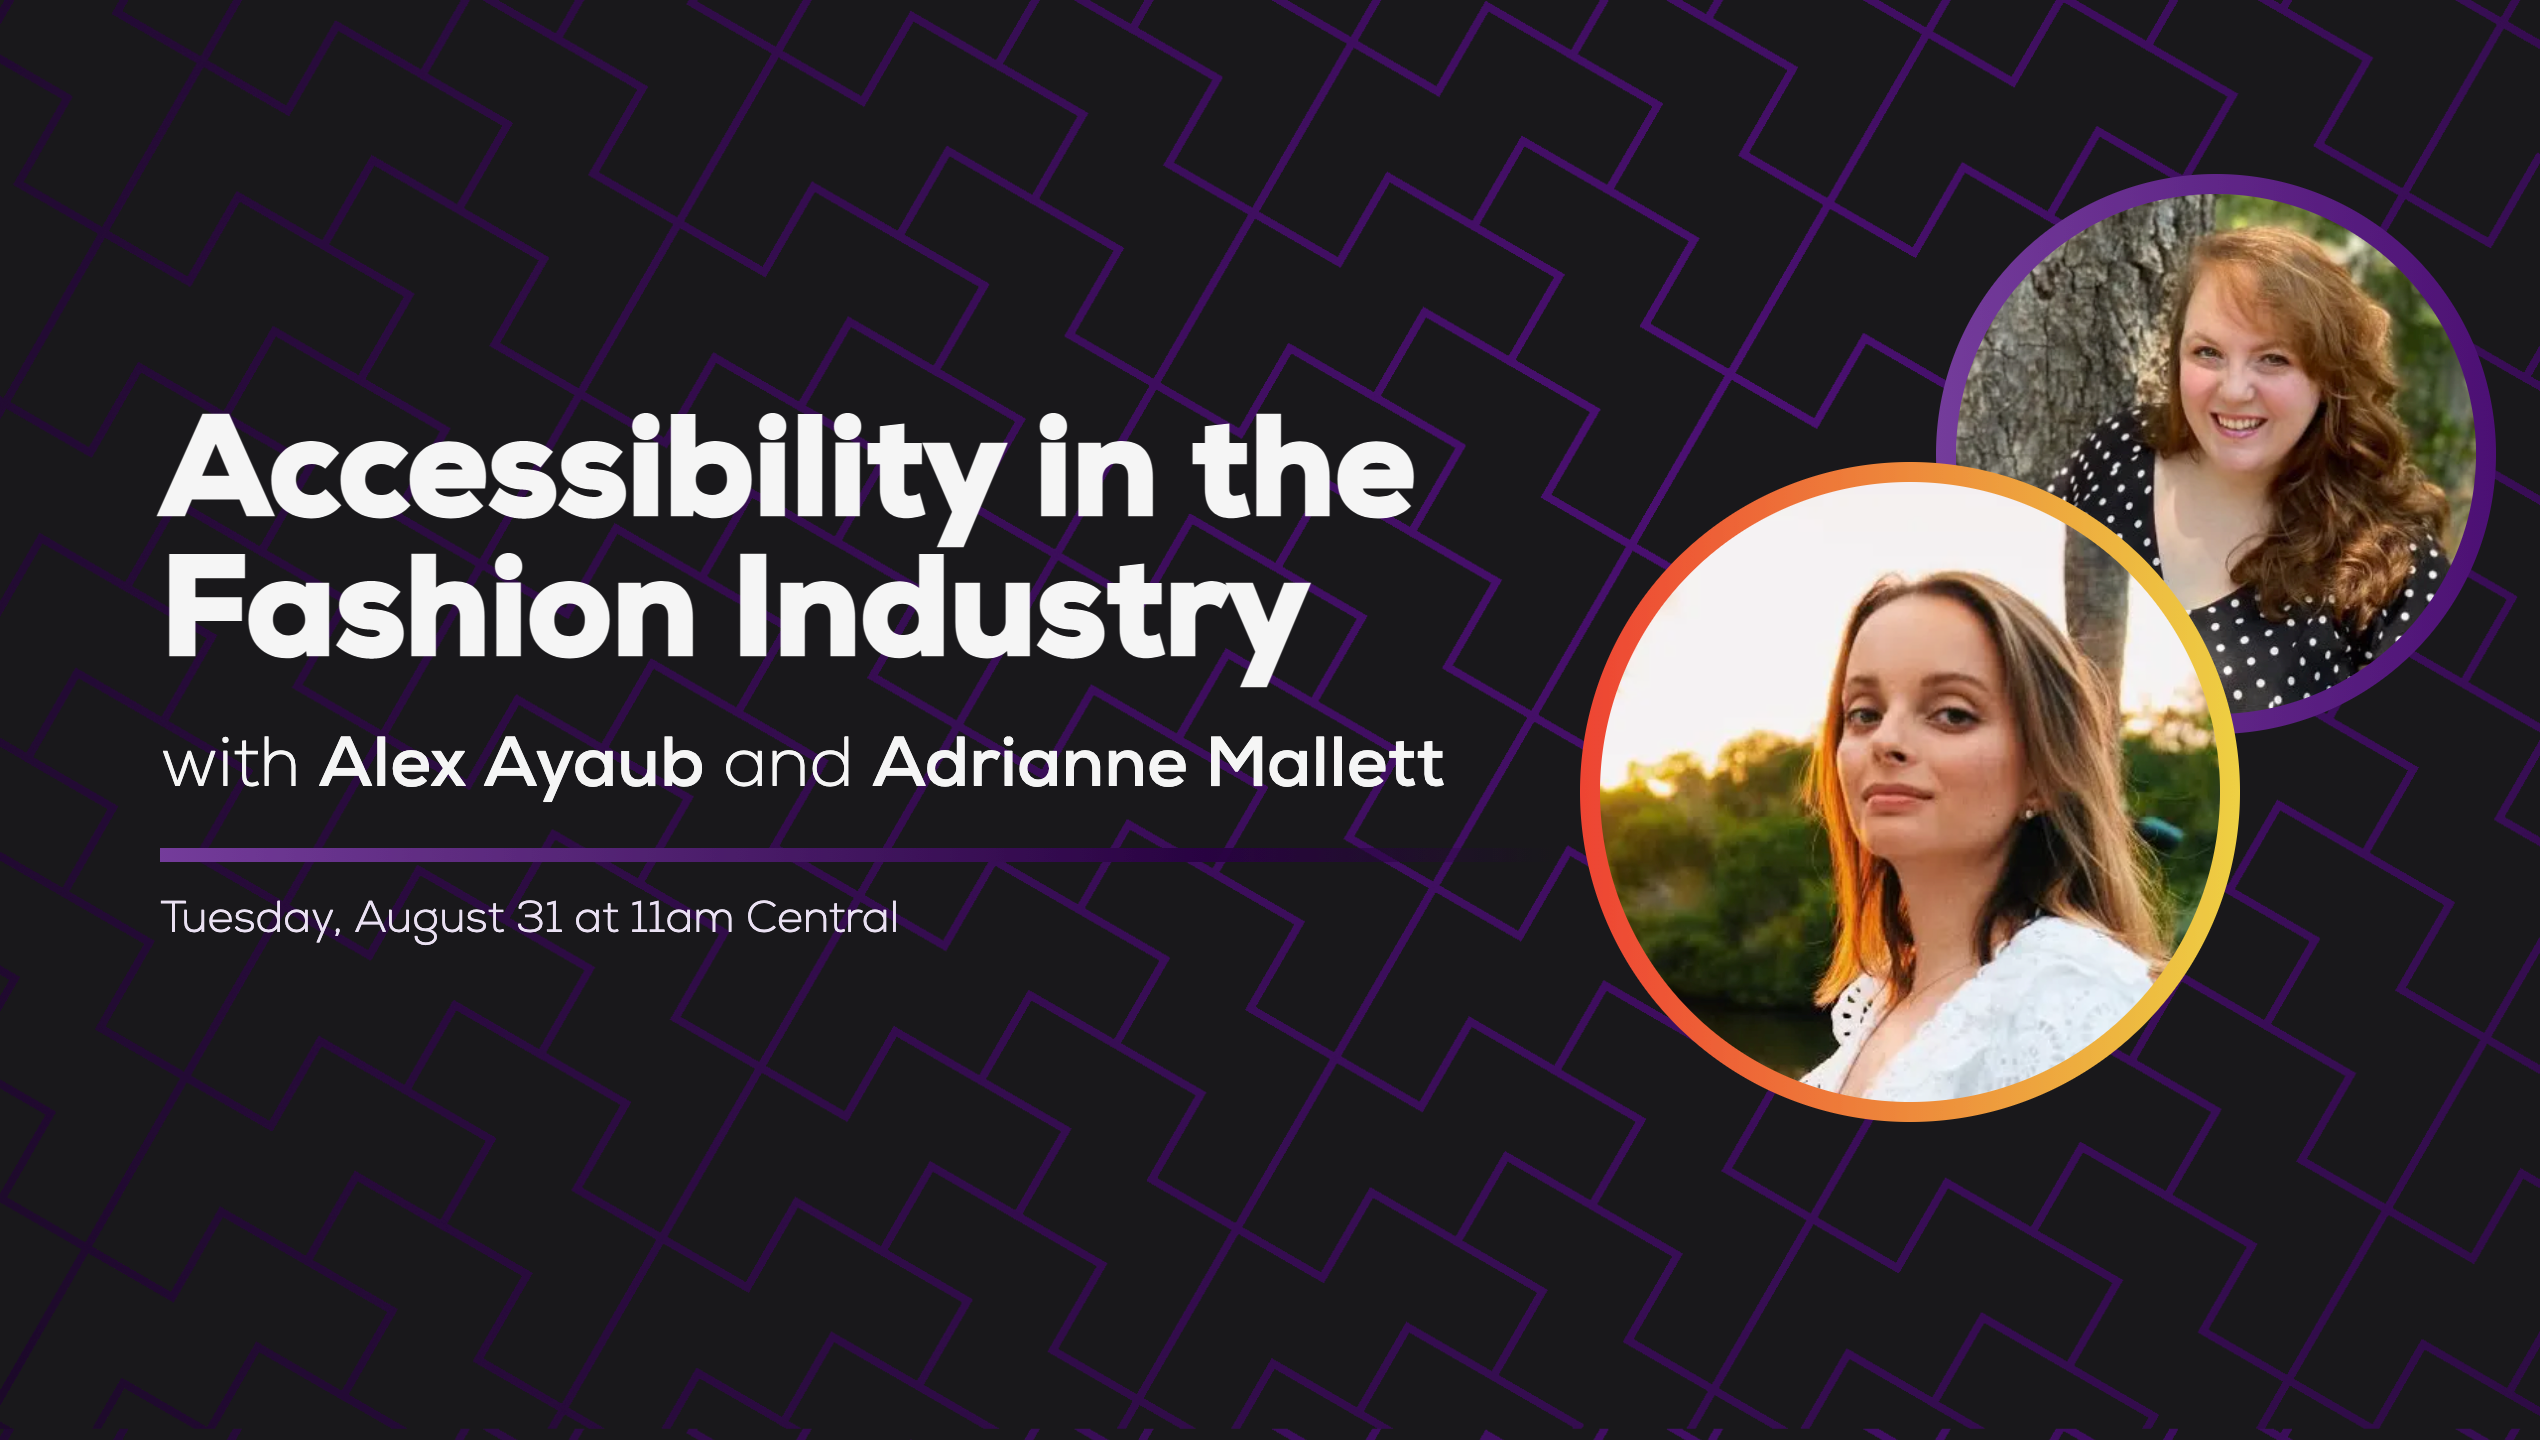 Accessibility in the
Fashion Industry
with Alex Ayaub and Adrianne Mallett
Tuesday, August 31 at 11am Central